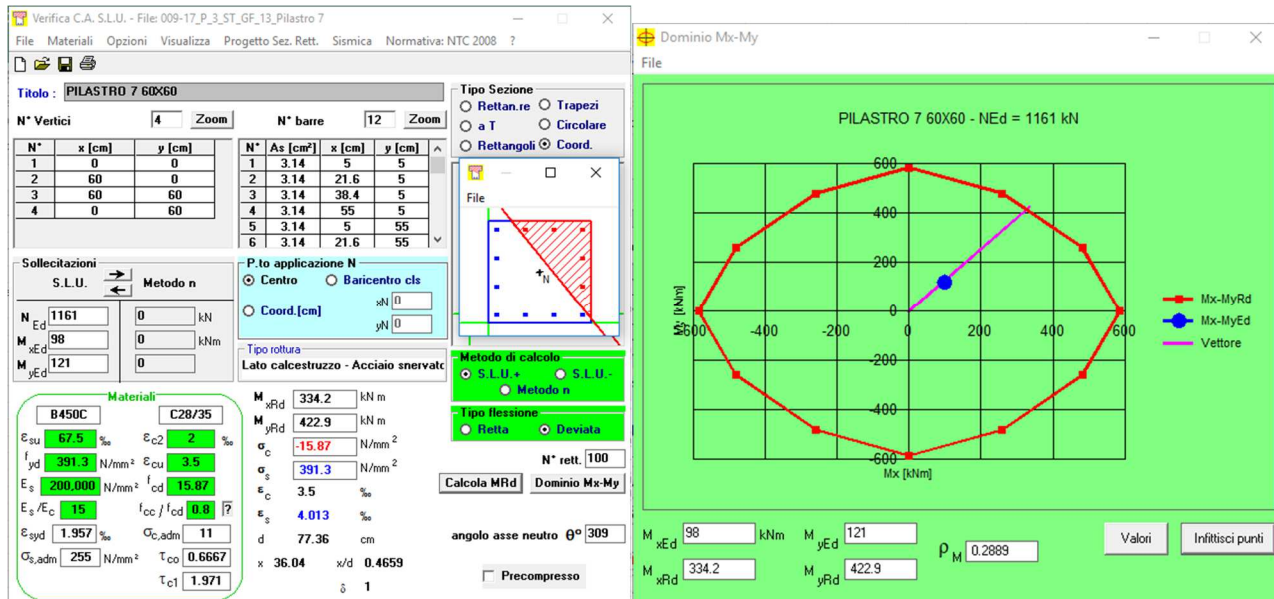 Verifica C.A. S.L.U. - File: 009-17_P_3_ST_GF_13_Pilastro 7
File Materiali Opzioni Visualizza Progetto Sez. Rett. Sismica Normativa: NTC 2008 ?
Titolo : PILASTRO 7 60X60
N° Vertici 4 Zoom N° barre 12 Zoom
N° x [cm] y [cm]
1 0 0
2 60 0
3 60 60
4 0 60
N° As [cm²] x [cm] y [cm]
1 3.14 5 5
2 3.14 21.6 5
3 3.14 38.4 5
4 3.14 55 5
5 3.14 5 55
6 3.14 21.6 55
Tipo Sezione
Rettan.re Trapezi
a T Circolare
Rettangoli Coord.
File
N
Sollecitazioni
S.L.U. Metodo n
N Ed 1161 0 kN
M xEd 98 0 kNm
M yEd 121 0
P.to applicazione N
Centro Baricentro cls
Coord.[cm] xN 0
yN 0
Tipo rottura
Lato calcestruzzo - Acciaio snervato
Metodo di calcolo
S.L.U.+ S.L.U.-
Metodo n
Tipo flessione
Retta Deviata
N° rett. 100
Calcola MRd Dominio Mx-My
angolo asse neutro θ° 309
Precompresso
Materiali
B450C C28/35
εsu 67.5 ‰ εc2 2 ‰
fyd 391.3 N/mm² εcu 3.5
Es 200,000 N/mm² fcd 15.87
Es /Ec 15 fcc / fcd 0.8 ?
εsyd 1.957 ‰ σc,adm 11
σs,adm 255 N/mm² τco 0.6667
τc1 1.971
M xRd 334.2 kN m
M yRd 422.9 kN m
σc -15.87 N/mm²
σs 391.3 N/mm²
εc 3.5 ‰
εs 4.013 ‰
d 77.36 cm
x 36.04 x/d 0.4659
δ 1
Dominio Mx-My
File
PILASTRO 7 60X60 - NEd = 1161 kN
600
400
200
-600 -400 -200 0 200 400 600
-200
-400
-600
My [kNm]
Mx [kNm]
Mx-MyRd
Mx-MyEd
Vettore
M xEd 98 kNm M yEd 121
M xRd 334.2 M yRd 422.9
ρ M 0.2889
Valori Infittisci punti